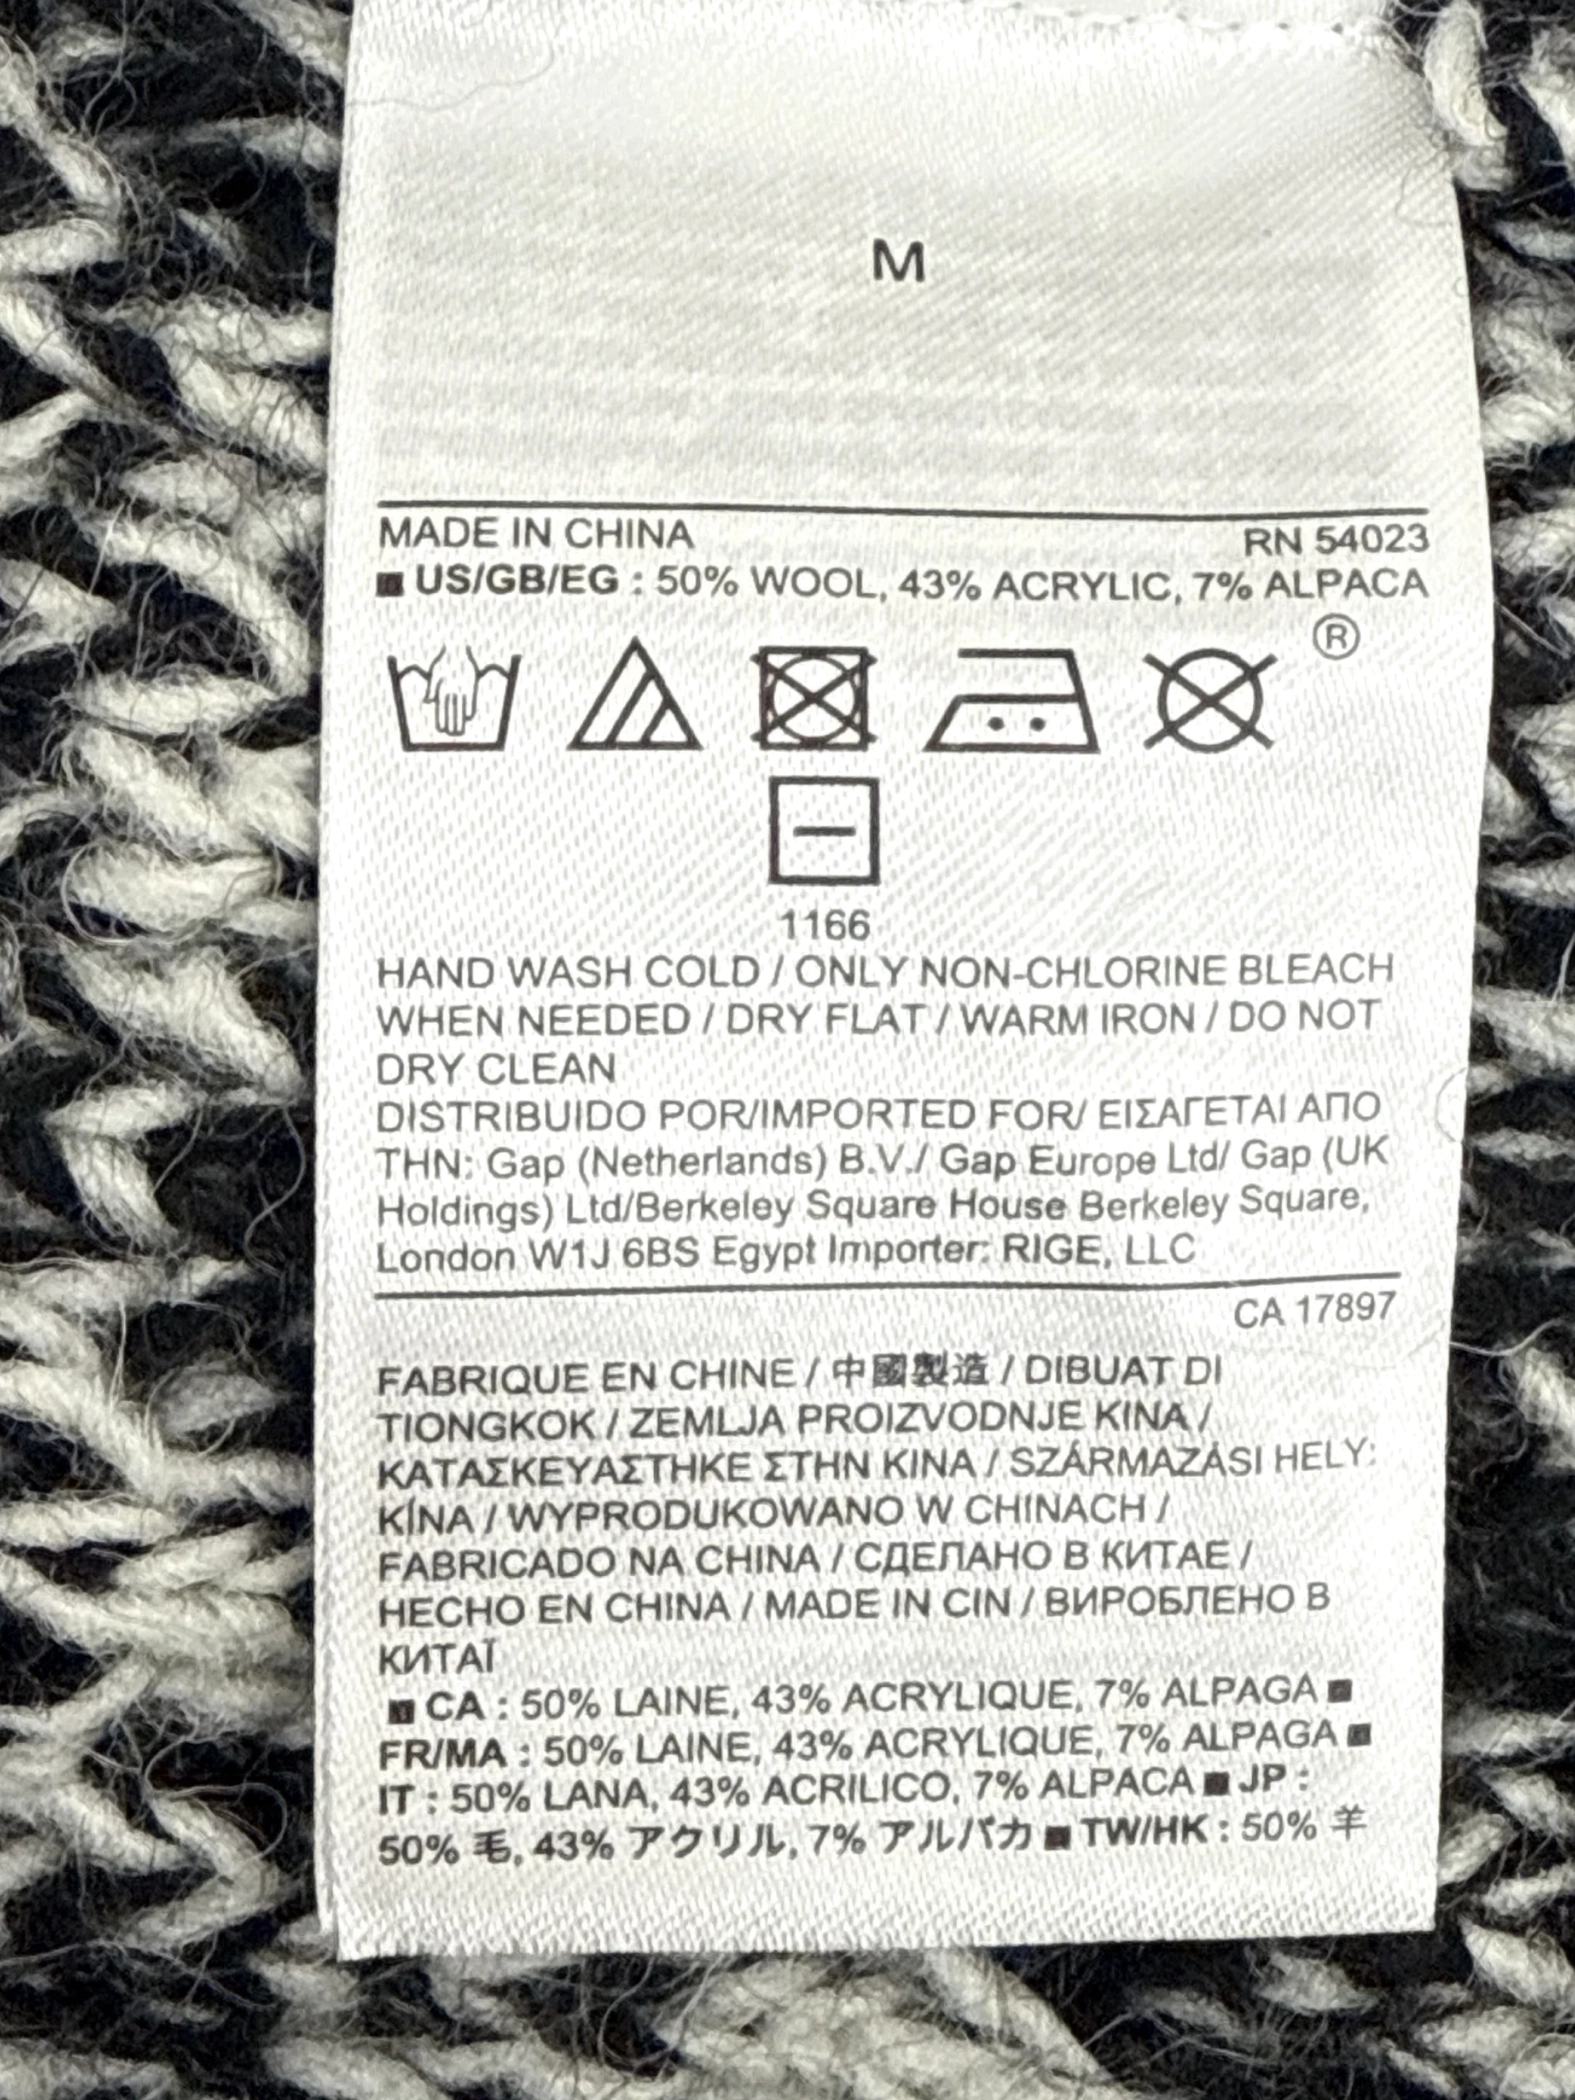 M
MADE IN CHINA RN 54023
■ US/GB/EG : 50% WOOL, 43% ACRYLIC, 7% ALPACA
®
1166
HAND WASH COLD / ONLY NON-CHLORINE BLEACH
WHEN NEEDED / DRY FLAT / WARM IRON / DO NOT
DRY CLEAN
DISTRIBUIDO POR/IMPORTED FOR/ ΕΙΣΑΓΕΤΑΙ ΑΠΟ
ΤΗΝ: Gap (Netherlands) B.V./ Gap Europe Ltd/ Gap (UK
Holdings) Ltd/Berkeley Square House Berkeley Square,
London W1J 6BS Egypt Importer: RIGE, LLC
CA 17897
FABRIQUE EN CHINE / 中國製造 / DIBUAT DI
TIONGKOK / ZEMLJA PROIZVODNJE KINA /
ΚΑΤΑΣΚΕΥΑΣΤΗΚΕ ΣΤΗΝ ΚΙΝΑ / SZÁRMAZÁSI HELY:
KÍNA / WYPRODUKOWANO W CHINACH /
FABRICADO NA CHINA / СДЕЛАНО В КИТАЕ /
HECHO EN CHINA / MADE IN CIN / ВИРОБЛЕНО В
КИТАЇ
■ CA : 50% LAINE, 43% ACRYLIQUE, 7% ALPAGA ■
FR/MA : 50% LAINE, 43% ACRYLIQUE, 7% ALPAGA ■
IT : 50% LANA, 43% ACRILICO, 7% ALPACA ■ JP :
50% 毛, 43% アクリル, 7% アルパカ ■ TW/HK : 50% 羊